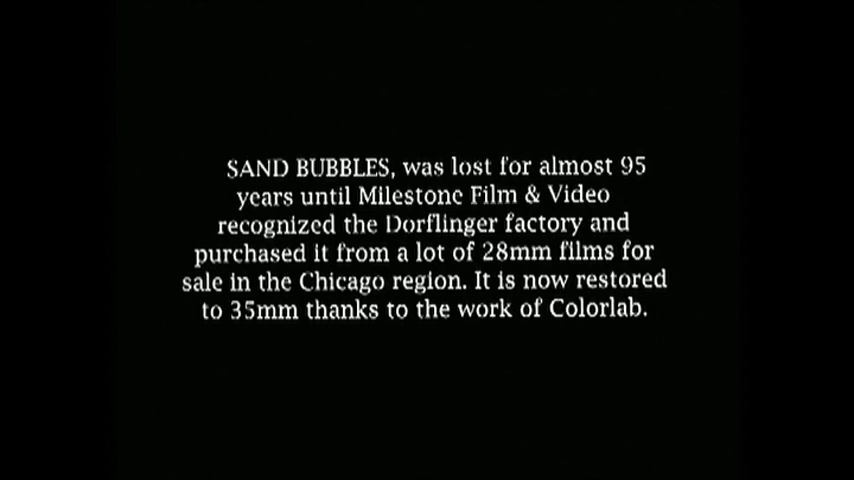 SAND BUBBLES, was lost for almost 95
years until Milestone Film & Video
recognized the Dorflinger factory and
purchased it from a lot of 28mm films for
sale in the Chicago region. It is now restored
to 35mm thanks to the work of Colorlab.